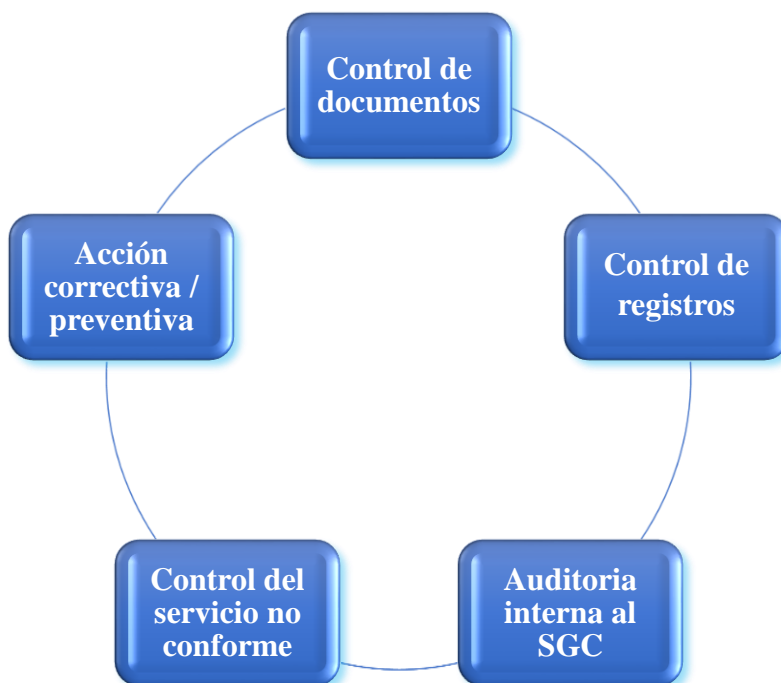 Control de
documentos
Control de
registros
Auditoria
interna al
SGC
Control del
servicio no
conforme
Acción
correctiva /
preventiva